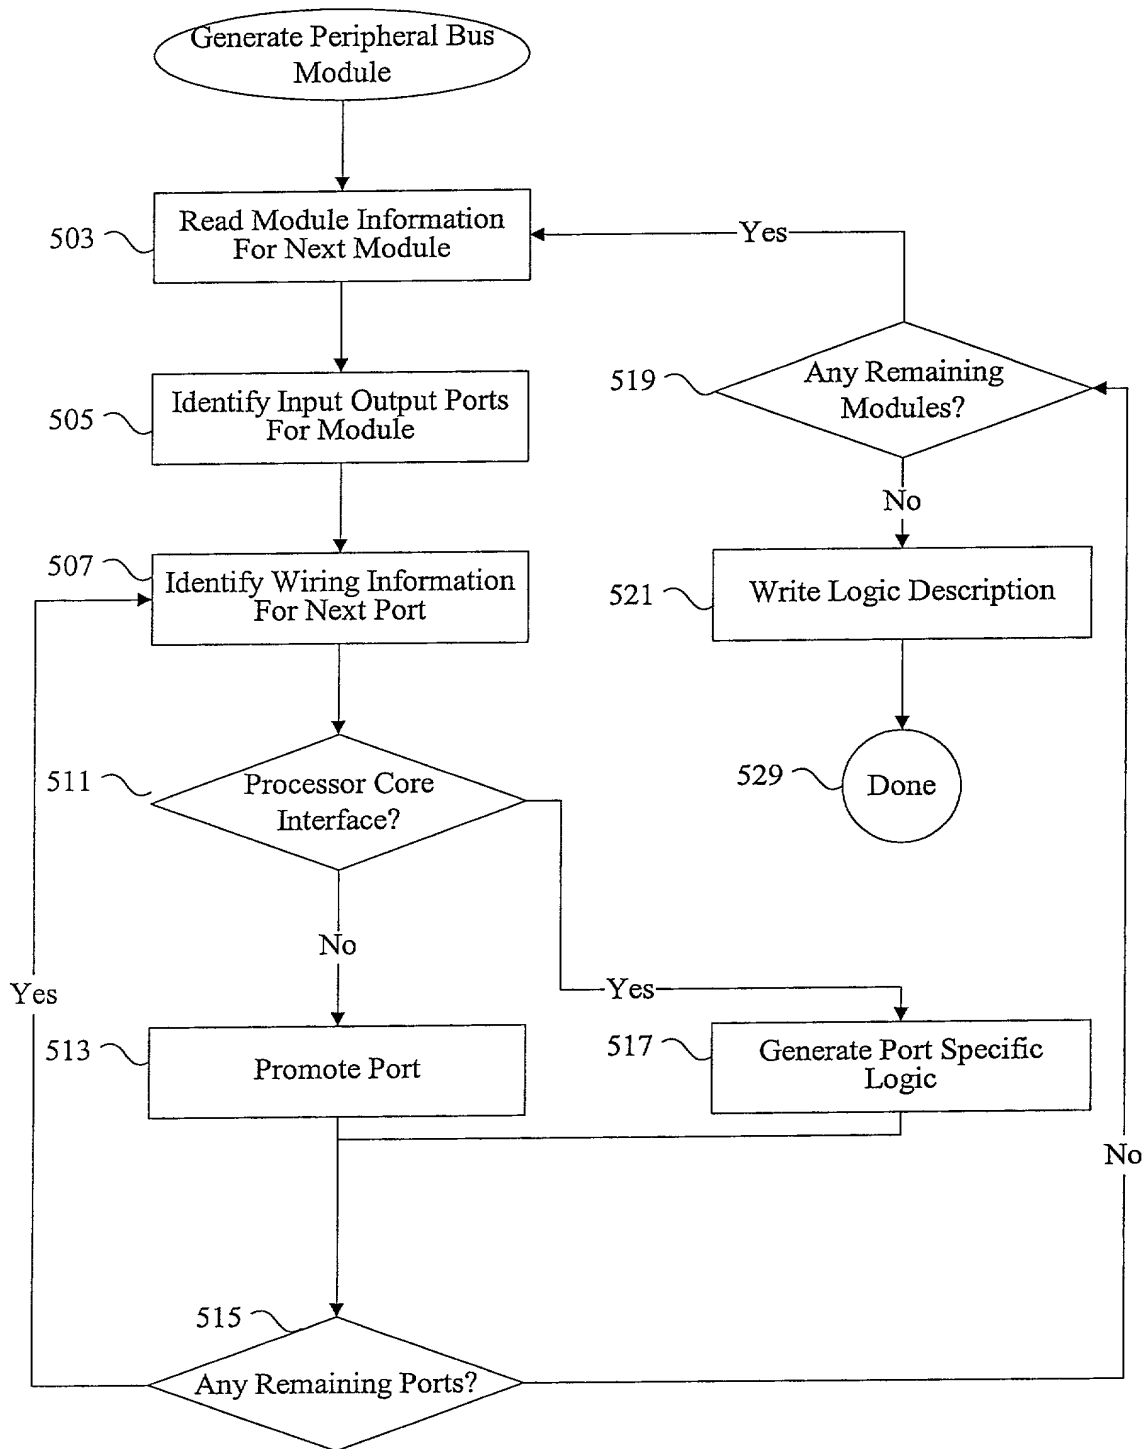 Generate Peripheral Bus
Module
503
Read Module Information
For Next Module
Yes
519
Any Remaining
Modules?
505
Identify Input Output Ports
For Module
No
507
Identify Wiring Information
For Next Port
521
Write Logic Description
511
Processor Core
Interface?
529
Done
No
Yes
Yes
513
Promote Port
517
Generate Port Specific
Logic
No
515
Any Remaining Ports?